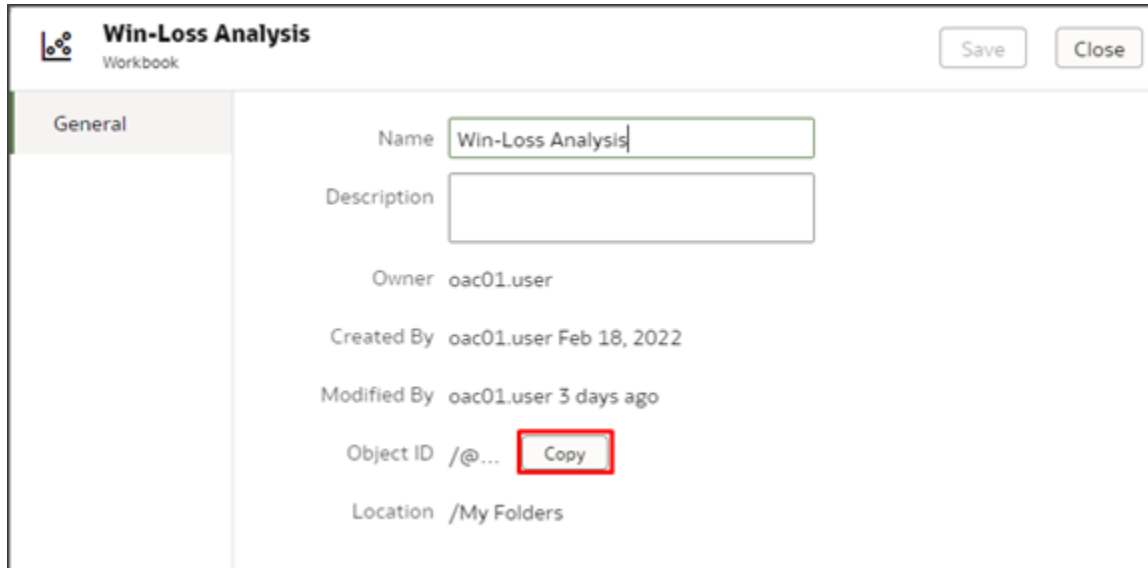 Win-Loss Analysis
Workbook
Save
Close
General
Name Win-Loss Analysis
Description
Owner oac01.user
Created By oac01.user Feb 18, 2022
Modified By oac01.user 3 days ago
Object ID /@... Copy
Location /My Folders